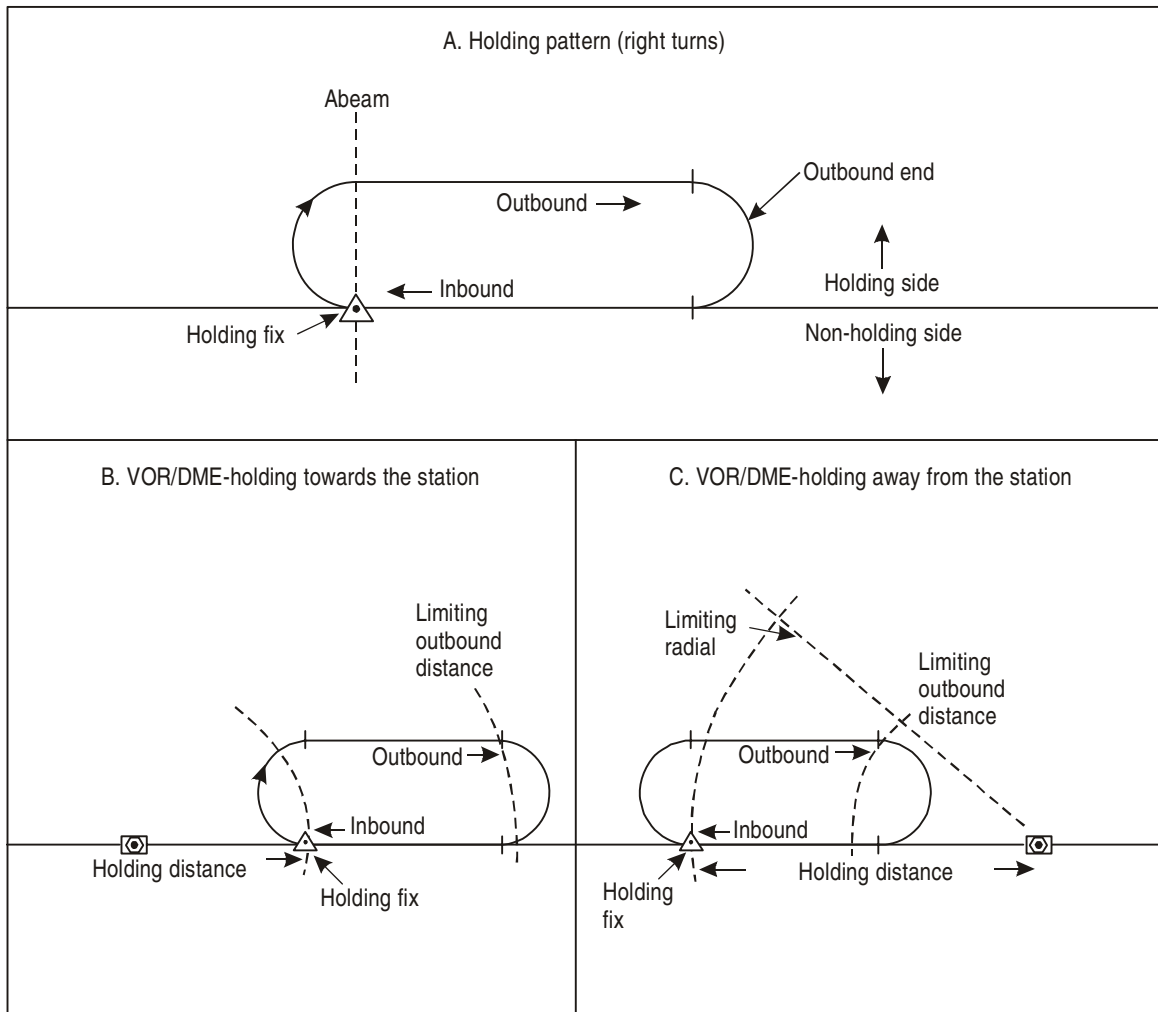 A. Holding pattern (right turns)
Abeam
Outbound end
Outbound
Inbound
Holding side
Holding fix
Non-holding side
B. VOR/DME-holding towards the station
Limiting
outbound
distance
Outbound
Inbound
Holding distance
Holding fix
C. VOR/DME-holding away from the station
Limiting
radial
Limiting
outbound
distance
Outbound
Inbound
Holding distance
Holding
fix